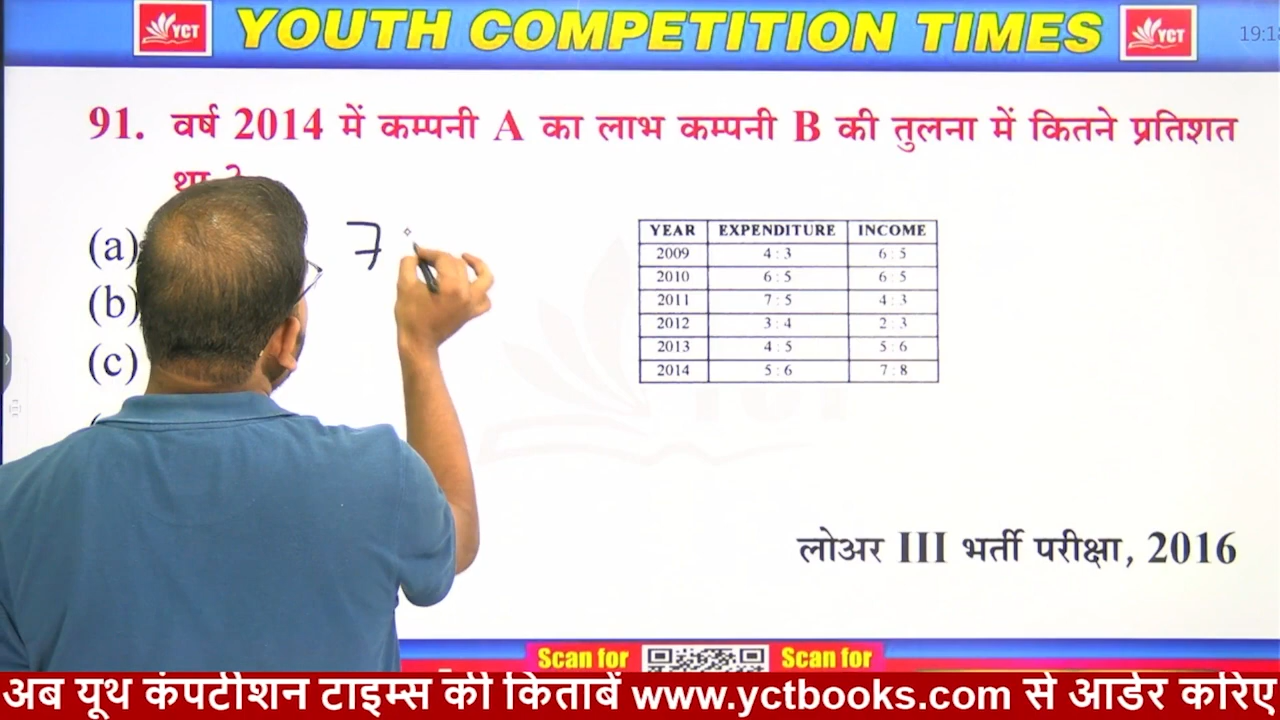 YCT YOUTH COMPETITION TIMES YCT 19:18
91. वर्ष 2014 में कम्पनी A का लाभ कम्पनी B की तुलना में कितने प्रतिशत
था ?
(a)
(b)
(c)
7
YEAR EXPENDITURE INCOME
2009 4 : 3 6 : 5
2010 6 : 5 6 : 5
2011 7 : 5 4 : 3
2012 3 : 4 2 : 3
2013 4 : 5 5 : 6
2014 5 : 6 7 : 8
YCT
लोअर III भर्ती परीक्षा, 2016
Scan for Scan for
अब यूथ कंपटीशन टाइम्स की किताबें www.yctbooks.com से आर्डर करिए